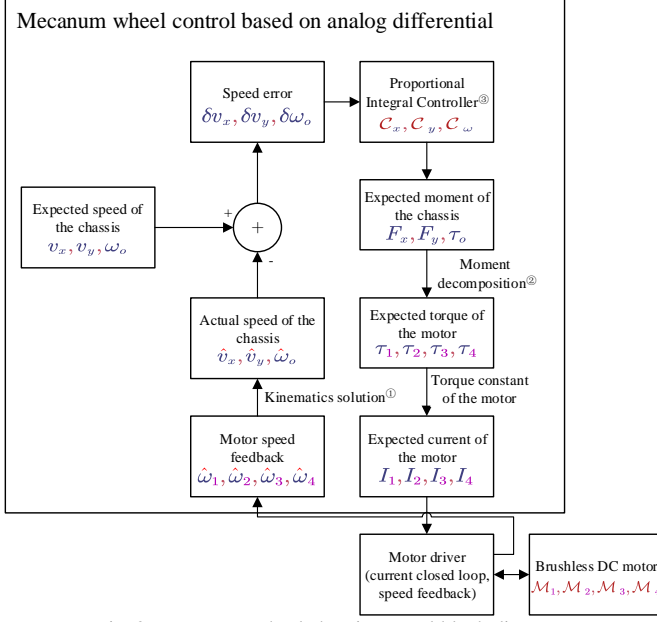 Mecanum wheel control based on analog differential
Speed error
δv_x, δv_y, δω_o
Proportional
Integral Controller③
C_x, C_y, C_ω
Expected speed of
the chassis
v_x, v_y, ω_o
+
+
-
Expected moment of
the chassis
F_x, F_y, τ_o
Moment
decomposition②
Actual speed of the
chassis
v̂_x, v̂_y, ω̂_o
Expected torque of
the motor
τ_1, τ_2, τ_3, τ_4
Kinematics solution①
Torque constant
of the motor
Motor speed
feedback
ω̂_1, ω̂_2, ω̂_3, ω̂_4
Expected current of
the motor
I_1, I_2, I_3, I_4
Motor driver
(current closed loop,
speed feedback)
Brushless DC motor
M_1, M_2, M_3, M